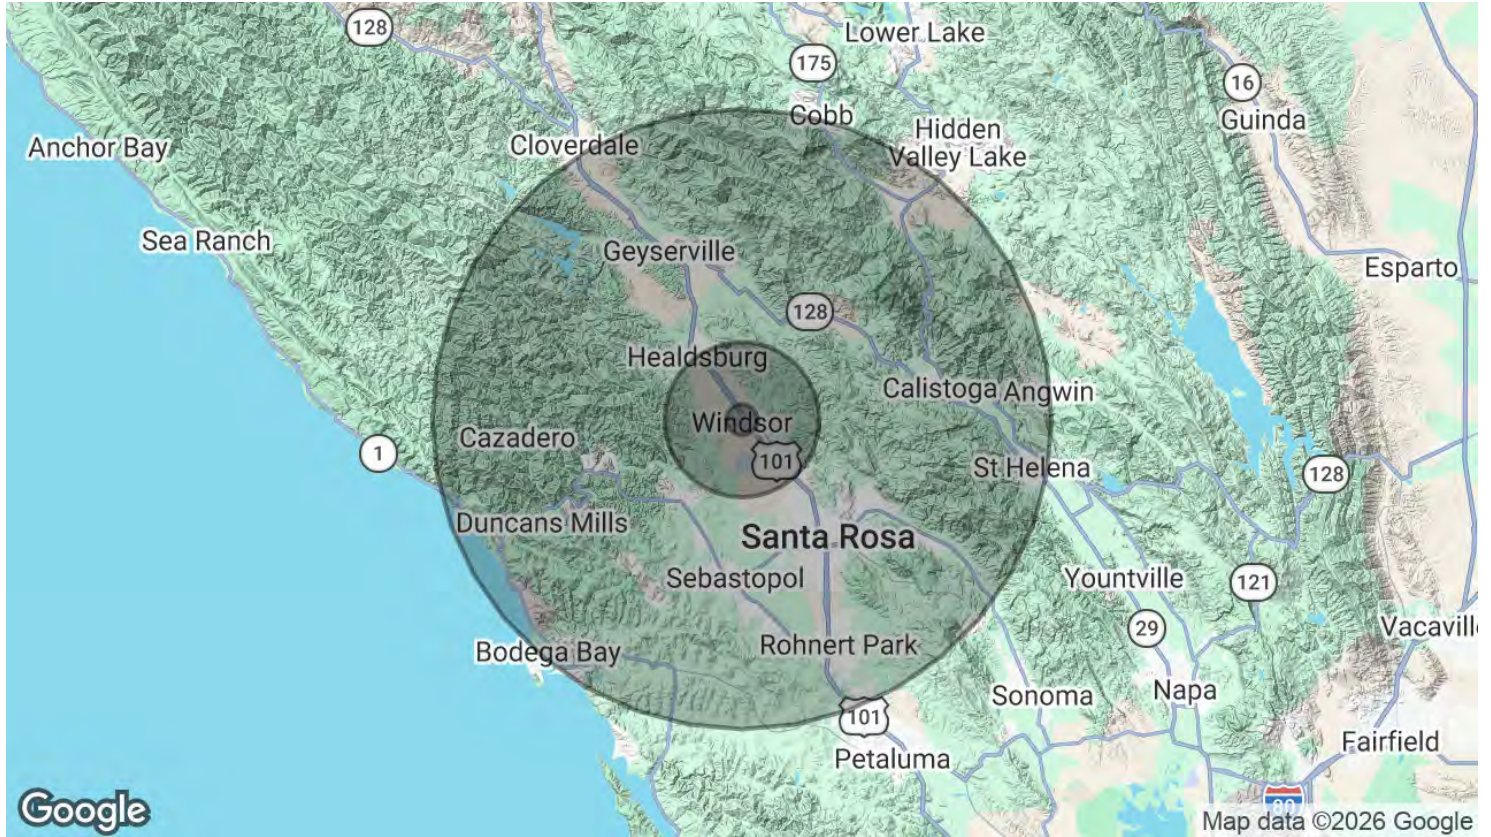 128
Lower Lake
175
16
Cobb
Guinda
Hidden
Valley Lake
Cloverdale
Anchor Bay
Sea Ranch
Geyserville
Esparto
128
Healdsburg
Calistoga
Angwin
Windsor
Cazadero
1
101
St Helena
128
Duncans Mills
Santa Rosa
Sebastopol
Yountville
121
29
Vacaville
Rohnert Park
Bodega Bay
Sonoma
Napa
101
Petaluma
Fairfield
80
Google
Map data ©2026 Google